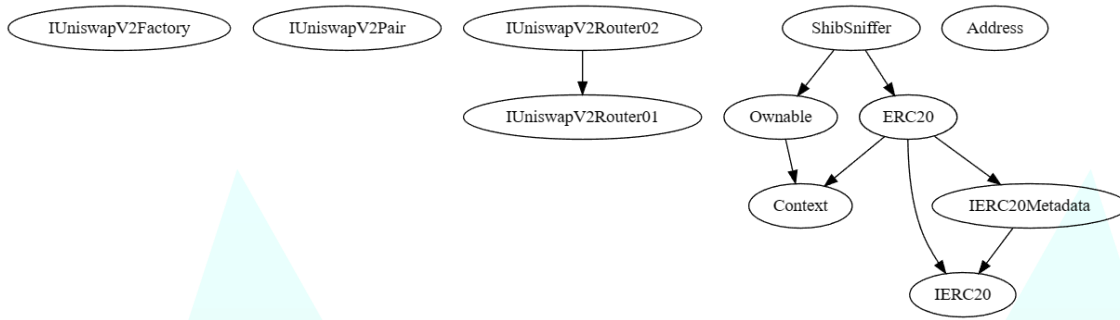 IUniswapV2Factory
IUniswapV2Pair
IUniswapV2Router02
ShibSniffer
Address
IUniswapV2Router01
Ownable
ERC20
Context
IERC20Metadata
IERC20